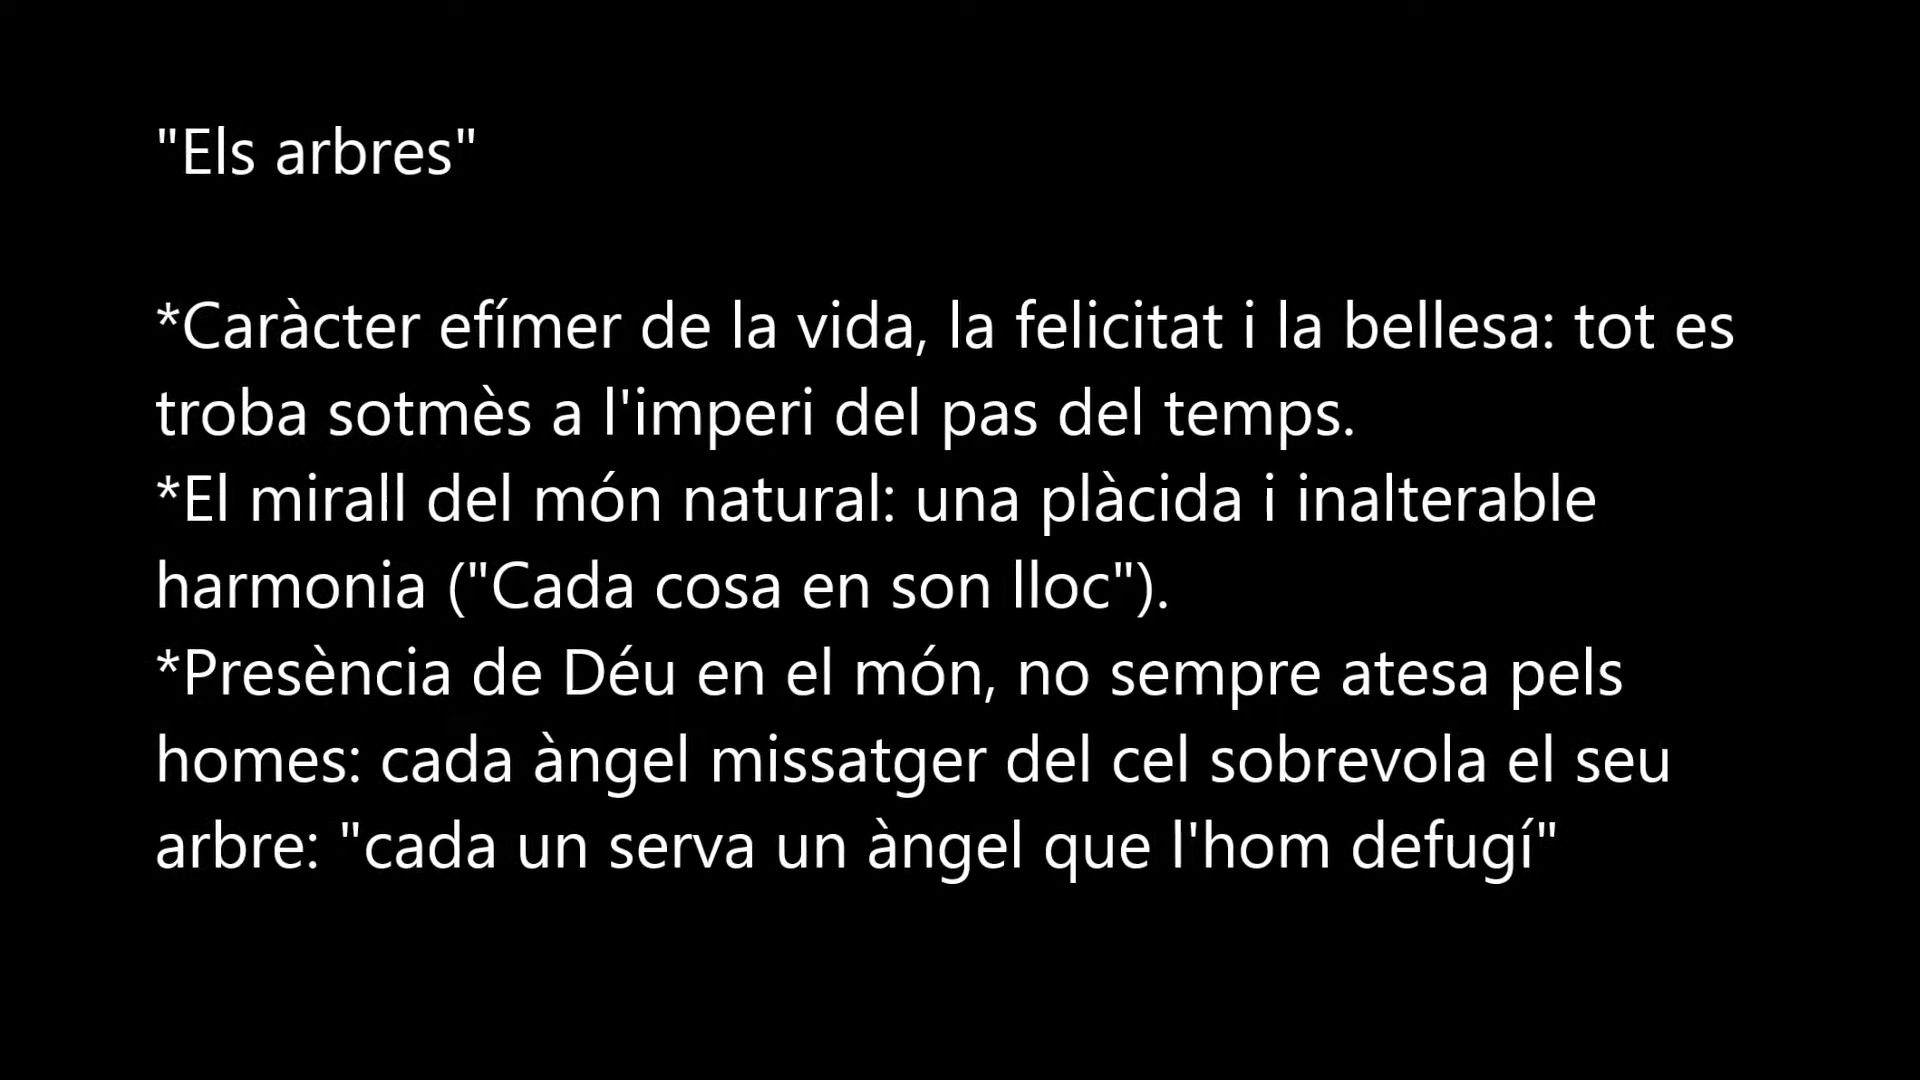 "Els arbres"
*Caràcter efímer de la vida, la felicitat i la bellesa: tot es
troba sotmès a l'imperi del pas del temps.
*El mirall del món natural: una plàcida i inalterable
harmonia ("Cada cosa en son lloc").
*Presència de Déu en el món, no sempre atesa pels
homes: cada àngel missatger del cel sobrevola el seu
arbre: "cada un serva un àngel que l'hom defugí"